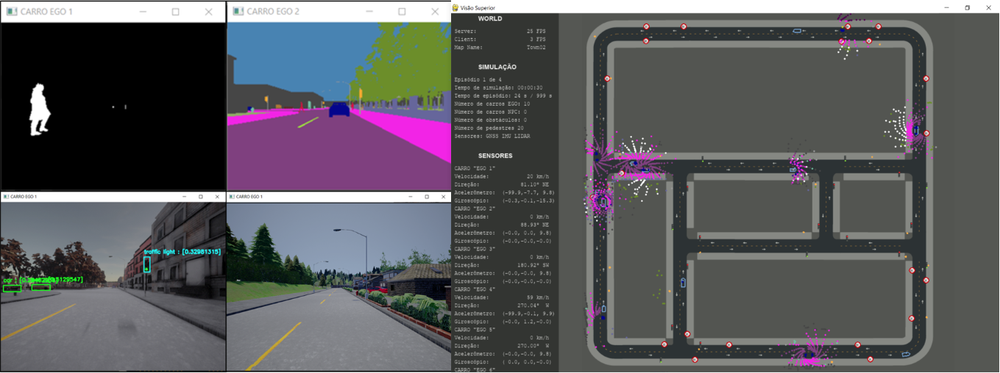 CARRO EGO 1
CARRO EGO 2
CARRO EGO 1
traffic light : [0.32981315]
CARRO EGO 1
Visão Superior
WORLD
Server: 25 FPS
Client: 3 FPS
Map Name: Town02
SIMULAÇÃO
Episódio 1 de 4
Tempo de simulação: 00:00:30
Tempo de episódio: 24 s / 999 s
Número de carros EGO: 10
Número de carros NPC: 0
Número de obstáculos: 0
Número de pedestres 20
Sensores: GNSS IMU LIDAR
SENSORES
CARRO "EGO 1"
Velocidade: 20 km/h
Direção: 81.10° NE
Acelerômetro: (-99.9,-7.7, 9.8)
Giroscópio: (-0.3,-0.1,-15.3)
CARRO "EGO 2"
Velocidade: 0 km/h
Direção: 88.93° NE
Acelerômetro: (-0.0, 0.0, 9.8)
Giroscópio: (-0.0,-0.0,-0.0)
CARRO "EGO 3"
Velocidade: 0 km/h
Direção: 180.92° SW
Acelerômetro: (-0.0,-0.0, 9.8)
Giroscópio: (-0.0,-0.0,-0.0)
CARRO "EGO 4"
Velocidade: 59 km/h
Direção: 270.04° W
Acelerômetro: (-99.9,-0.1, 9.9)
Giroscópio: (-0.0, 1.2,-0.0)
CARRO "EGO 5"
Velocidade: 0 km/h
Direção: 270.00° W
Acelerômetro: (-0.0,-0.0, 9.8)
Giroscópio: ( 0.0, 0.0,-0.0)
CARRO "EGO 6"